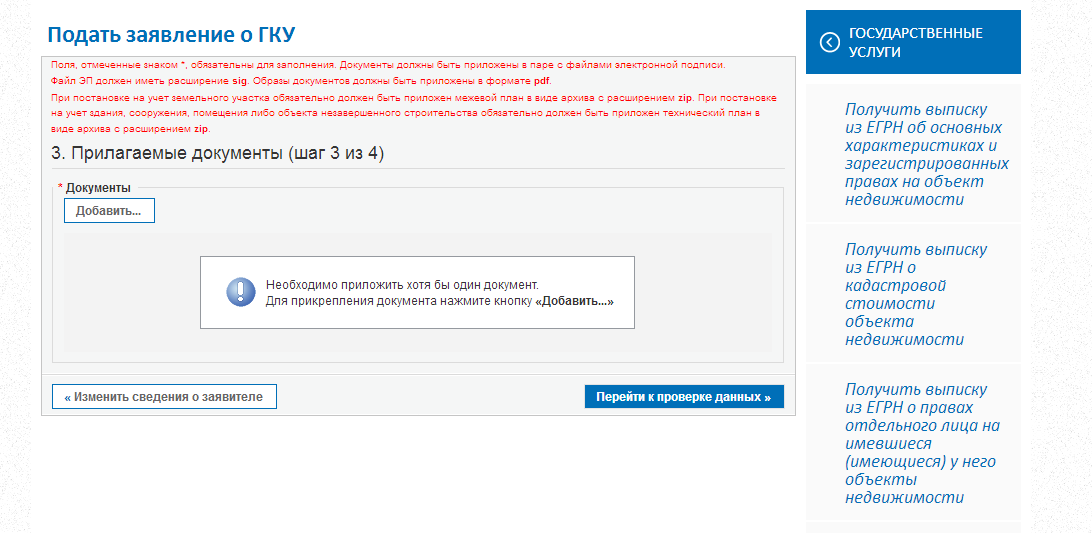 Подать заявление о ГКУ
Поля, отмеченные знаком *, обязательны для заполнения. Документы должны быть приложены в паре с файлами электронной подписи.
Файл ЭП должен иметь расширение sig. Образы документов должны быть приложены в формате pdf.
При постановке на учет земельного участка обязательно должен быть приложен межевой план в виде архива с расширением zip. При постановке
на учет здания, сооружения, помещения либо объекта незавершенного строительства обязательно должен быть приложен технический план в
виде архива с расширением zip.
3. Прилагаемые документы (шаг 3 из 4)
* Документы
Добавить...
Необходимо приложить хотя бы один документ.
Для прикрепления документа нажмите кнопку «Добавить...»
« Изменить сведения о заявителе
Перейти к проверке данных »
ГОСУДАРСТВЕННЫЕ
УСЛУГИ
Получить выписку
из ЕГРН об основных
характеристиках и
зарегистрированных
правах на объект
недвижимости
Получить выписку
из ЕГРН о
кадастровой
стоимости
объекта
недвижимости
Получить выписку
из ЕГРН о правах
отдельного лица на
имевшиеся
(имеющиеся) у него
объекты
недвижимости